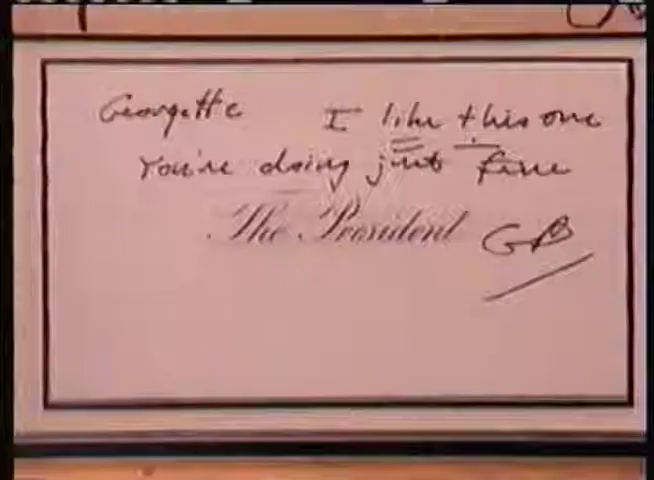 Georgette I like this one
You're doing just fine
The President GB